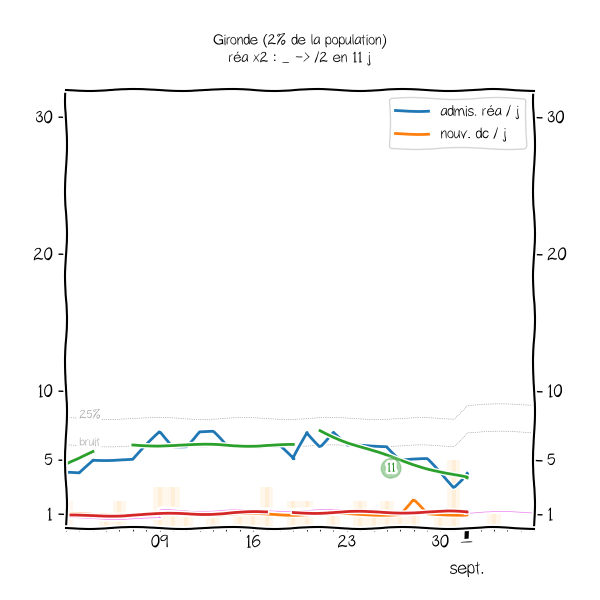 Gironde (2% de la population)
réa x2 : _ -> /2 en 11 j
admis. réa / j
nouv. dc / j
30
30
20
20
10
10
25%
bruit
5
5
11
1
1
09
16
23
30
sept.